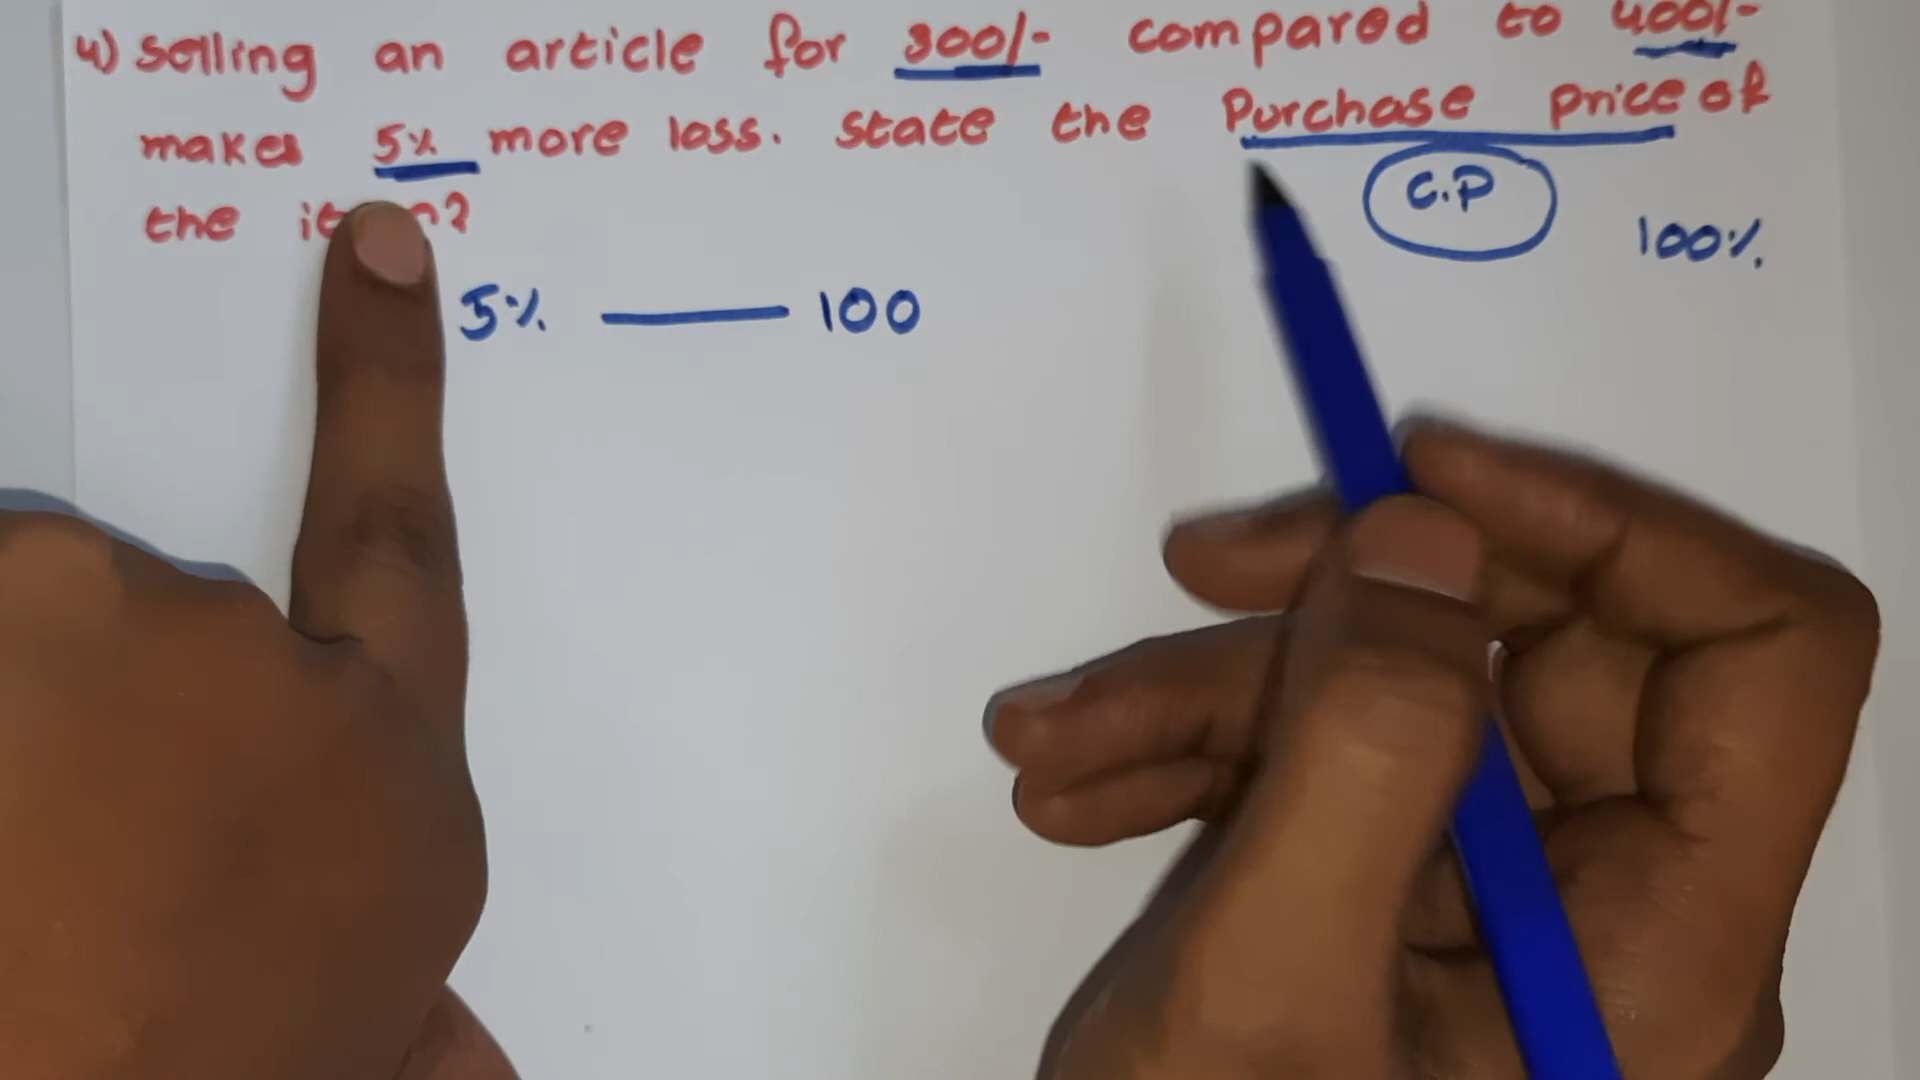 4) Selling an article for 300/- compared to 400/-
makes 5% more loss. state the Purchase price of
the
C.P
100%
5% — 100